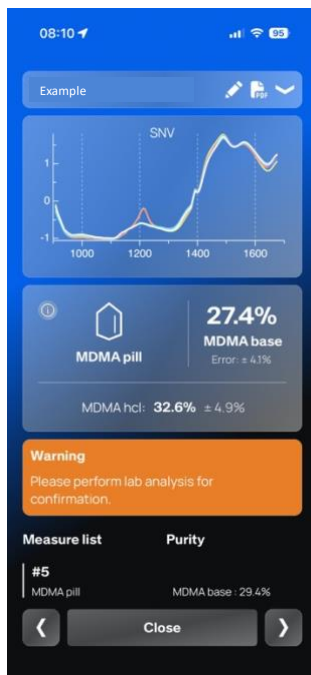 08:10
95
Example
PDF
SNV
1
0
-1
1000 1200 1400 1600
27.4%
MDMA base
MDMA pill
Error: ± 4.1%
MDMA hcl: 32.6% ± 4.9%
Warning
Please perform lab analysis for
confirmation.
Measure list Purity
#5
MDMA pill MDMA base : 29.4%
Close